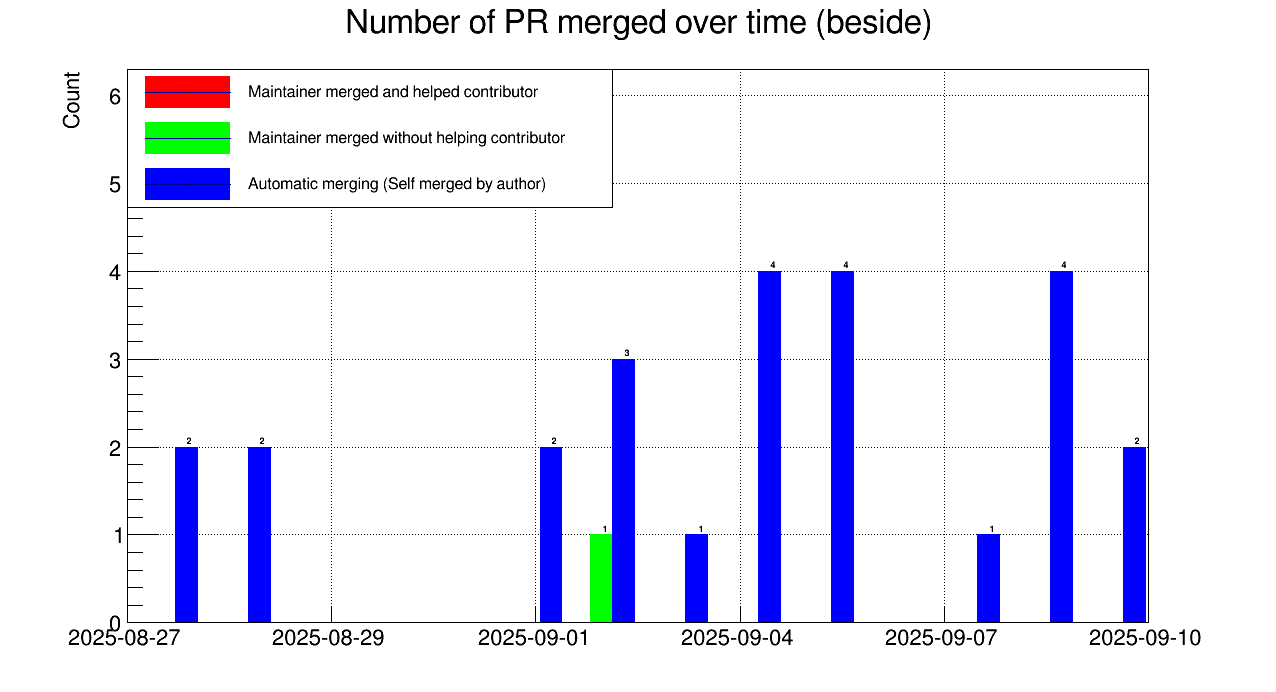 Number of PR merged over time (beside)
Count
Maintainer merged and helped contributor
Maintainer merged without helping contributor
Automatic merging (Self merged by author)
6
5
4
3
2
1
0
2 2 2 1 3 1 4 4 1 4 2
2025-08-27 2025-08-29 2025-09-01 2025-09-04 2025-09-07 2025-09-10